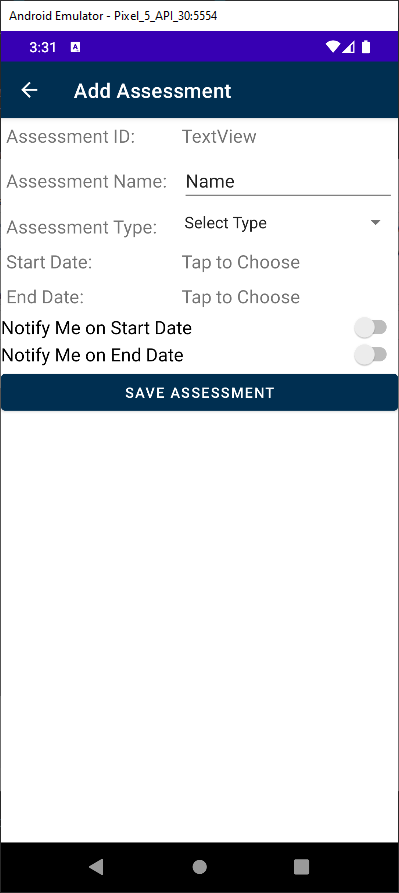 Android Emulator - Pixel_5_API_30:5554
3:31 A
Add Assessment
Assessment ID: TextView
Assessment Name: Name
Assessment Type: Select Type
Start Date: Tap to Choose
End Date: Tap to Choose
Notify Me on Start Date
Notify Me on End Date
SAVE ASSESSMENT